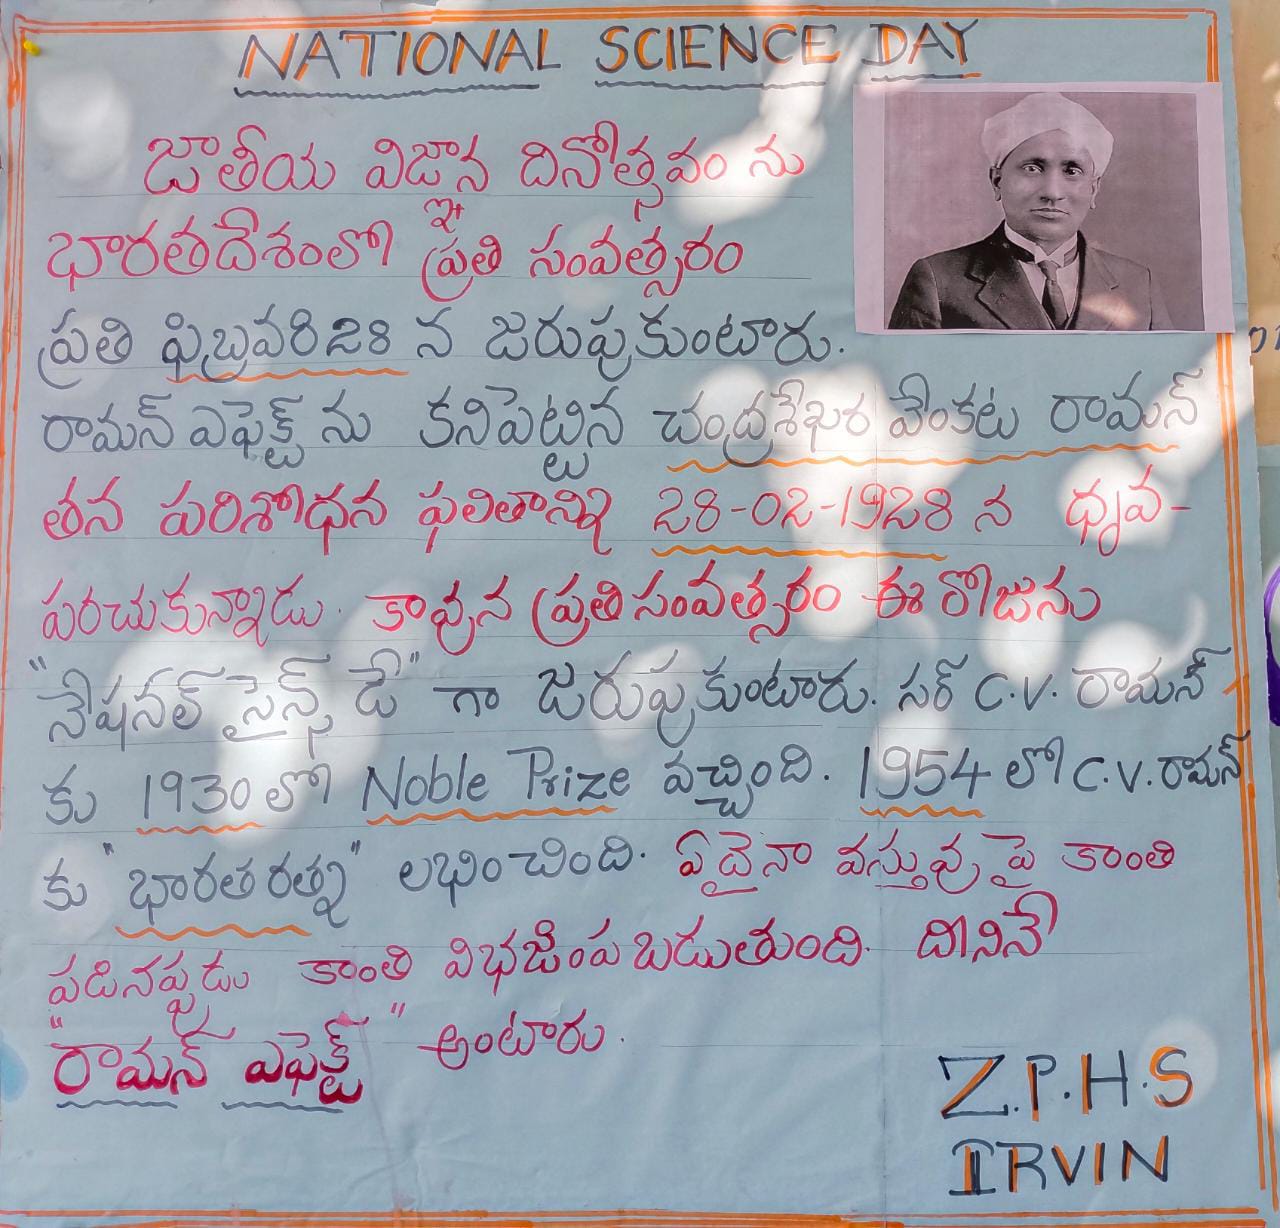 NATIONAL SCIENCE DAY
జాతీయ విజ్ఞాన దినోత్సవం ను
భారతదేశంలో ప్రతి సంవత్సరం
ప్రతి ఫిబ్రవరి 28 న జరుపుకుంటారు.
రామన్ ఎఫెక్ట్ ను కనిపెట్టిన చంద్రశేఖర వేంకట రామన్
తన పరిశోధన ఫలితాన్ని 28-02-1928 న ధృవ-
పరచుకున్నాడు. కావున ప్రతి సంవత్సరం ఈ రోజును
"నేషనల్ సైన్స్ డే" గా జరుపుకుంటారు. సర్ C.V. రామన్
కు 1930 లో Noble Prize వచ్చింది. 1954 లో C.V. రామన్
కు "భారతరత్న" లభించింది. ఏదైనా వస్తువు పై కాంతి
పడినప్పుడు కాంతి విభజింపబడుతుంది. దీనినే
"రామన్ ఎఫెక్ట్" అంటారు.
Z.P.H.S
IRVIN